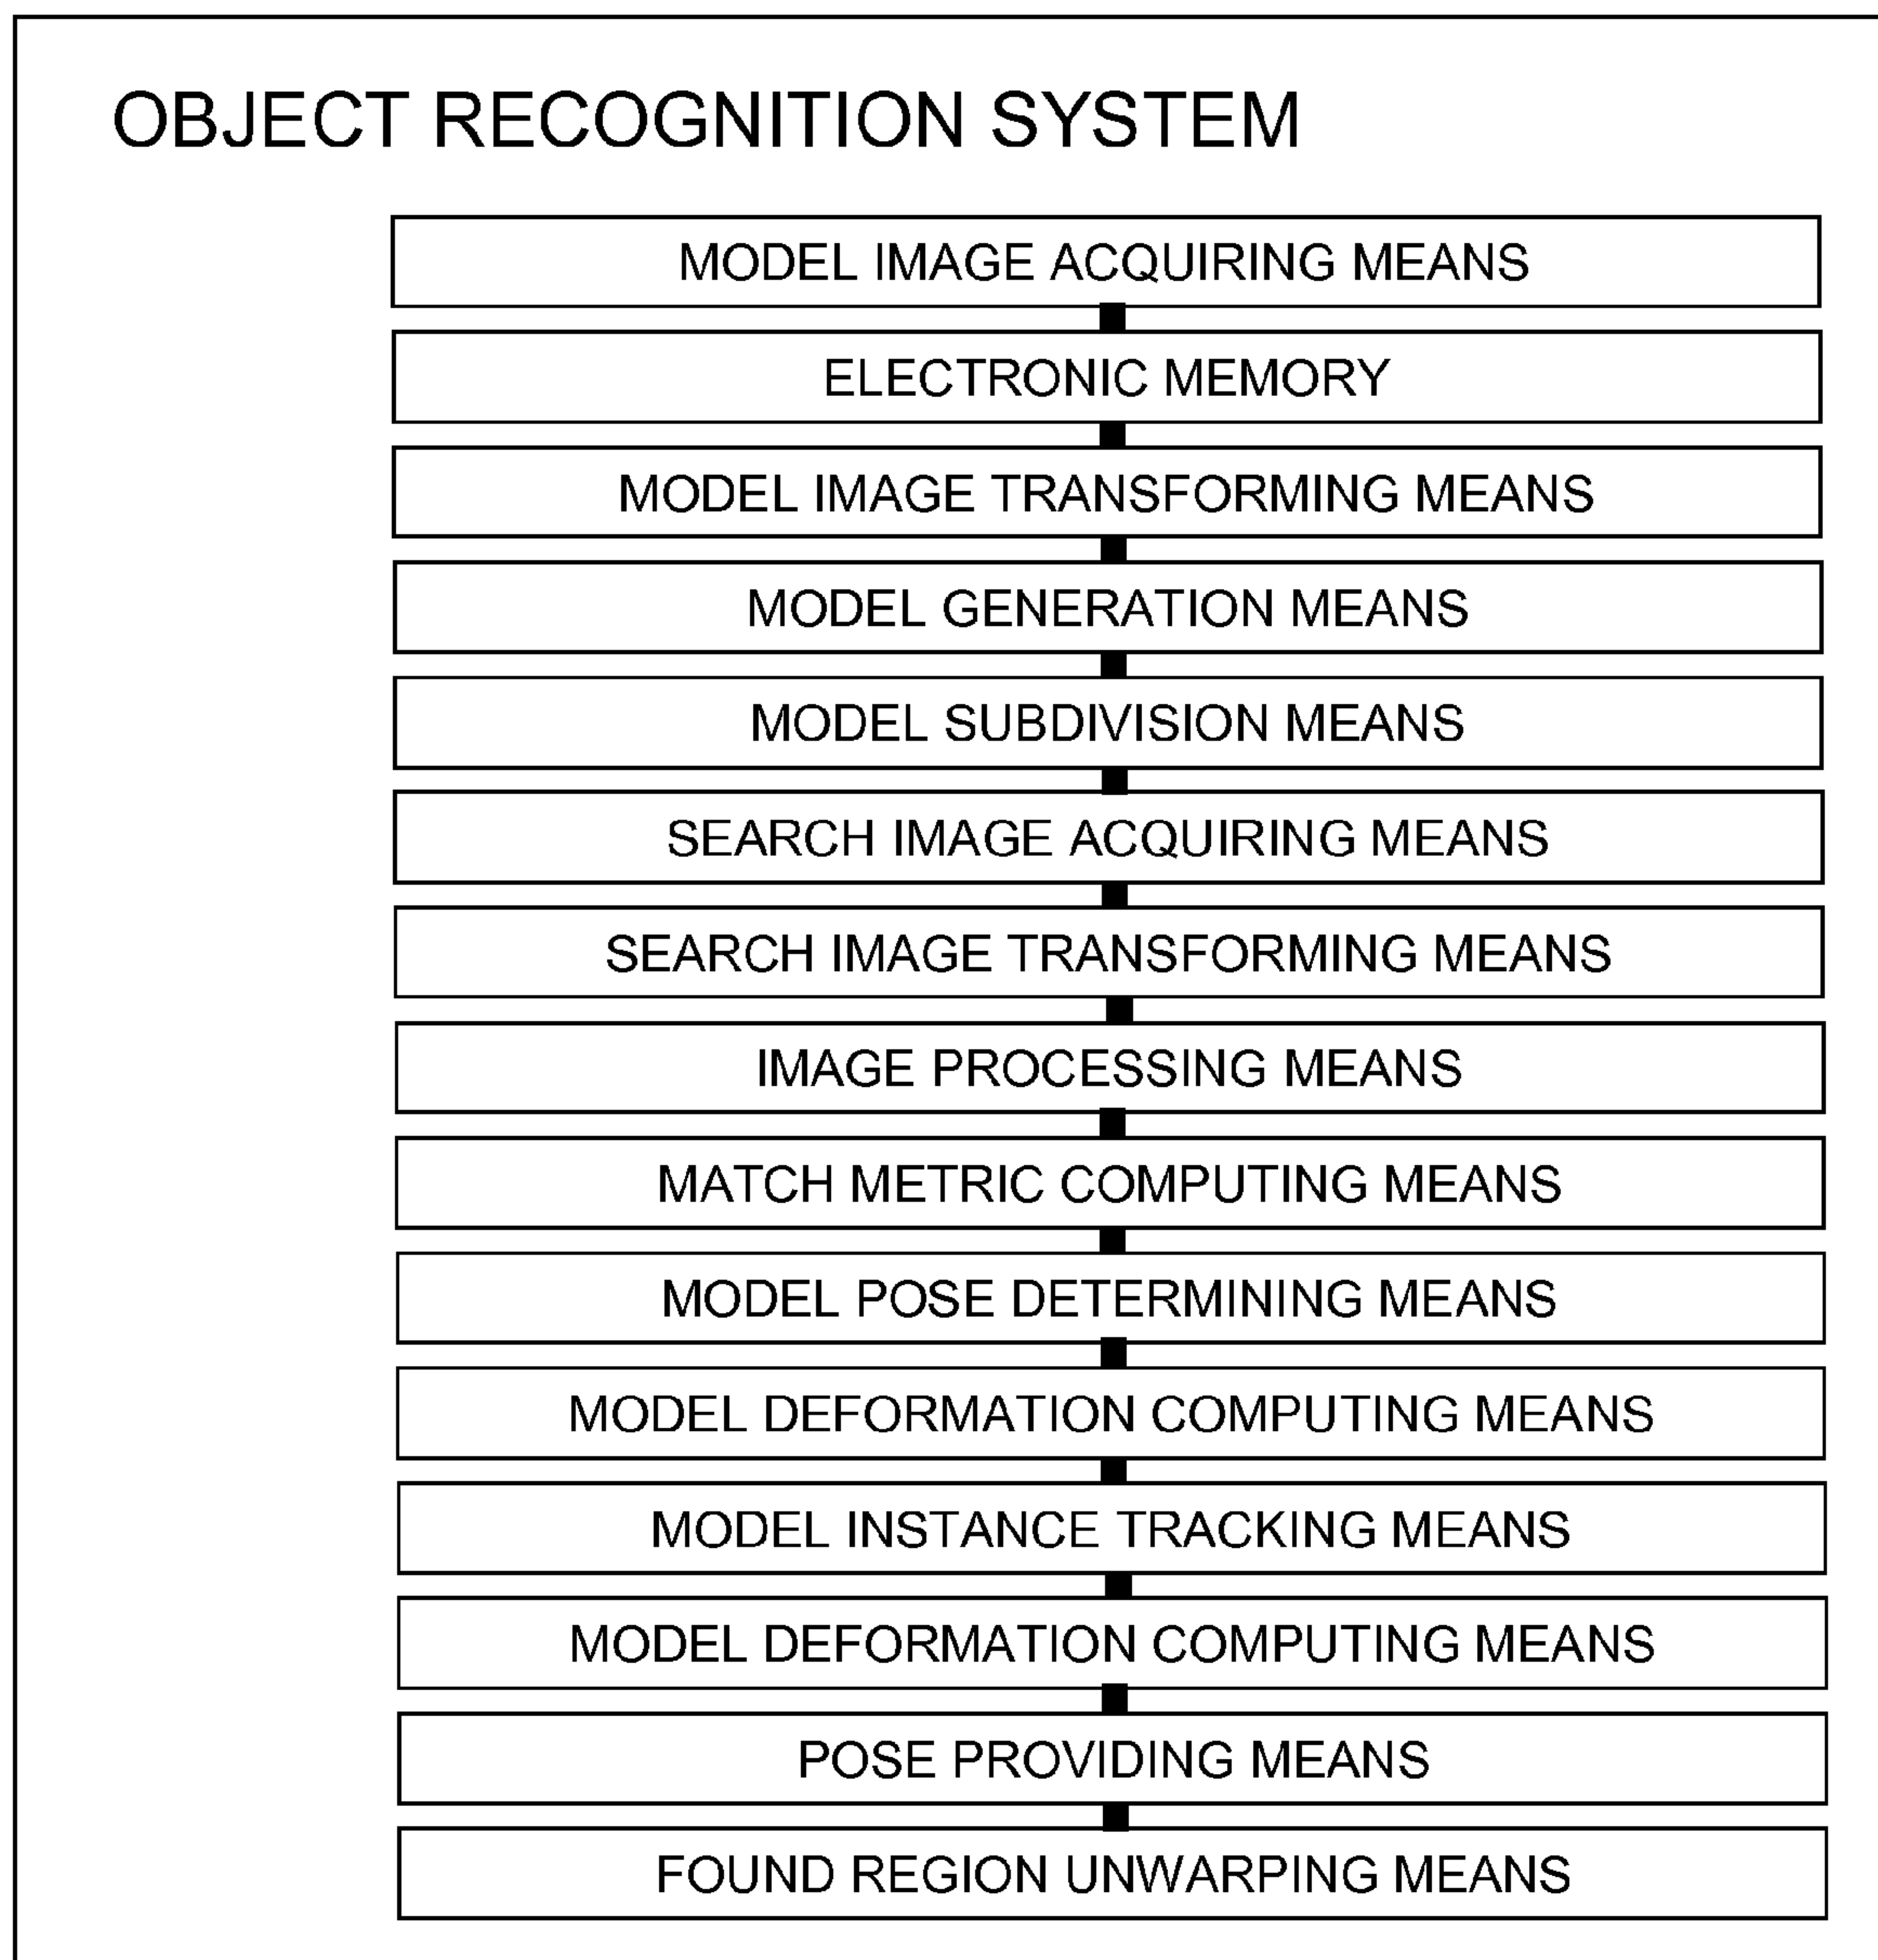 OBJECT RECOGNITION SYSTEM
MODEL IMAGE ACQUIRING MEANS
ELECTRONIC MEMORY
MODEL IMAGE TRANSFORMING MEANS
MODEL GENERATION MEANS
MODEL SUBDIVISION MEANS
SEARCH IMAGE ACQUIRING MEANS
SEARCH IMAGE TRANSFORMING MEANS
IMAGE PROCESSING MEANS
MATCH METRIC COMPUTING MEANS
MODEL POSE DETERMINING MEANS
MODEL DEFORMATION COMPUTING MEANS
MODEL INSTANCE TRACKING MEANS
MODEL DEFORMATION COMPUTING MEANS
POSE PROVIDING MEANS
FOUND REGION UNWARPING MEANS